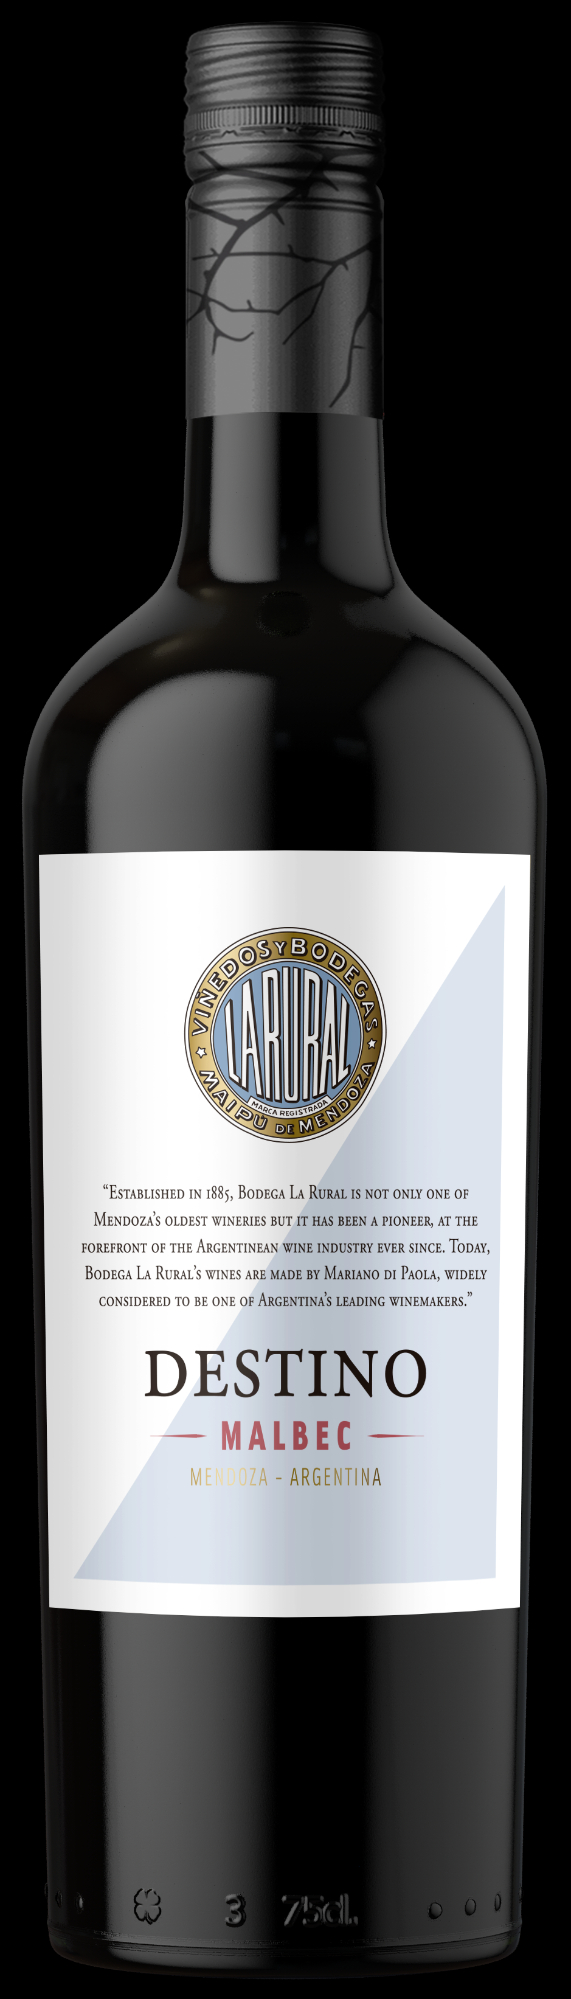 VIÑEDOS Y BODEGAS
LA RURAL
MARCA REGISTRADA
MAIPÚ DE MENDOZA
“ESTABLISHED IN 1885, BODEGA LA RURAL IS NOT ONLY ONE OF
MENDOZA’S OLDEST WINERIES BUT IT HAS BEEN A PIONEER, AT THE
FOREFRONT OF THE ARGENTINEAN WINE INDUSTRY EVER SINCE. TODAY,
BODEGA LA RURAL’S WINES ARE MADE BY MARIANO DI PAOLA, WIDELY
CONSIDERED TO BE ONE OF ARGENTINA’S LEADING WINEMAKERS.”
DESTINO
MALBEC
MENDOZA - ARGENTINA
3 75cl.